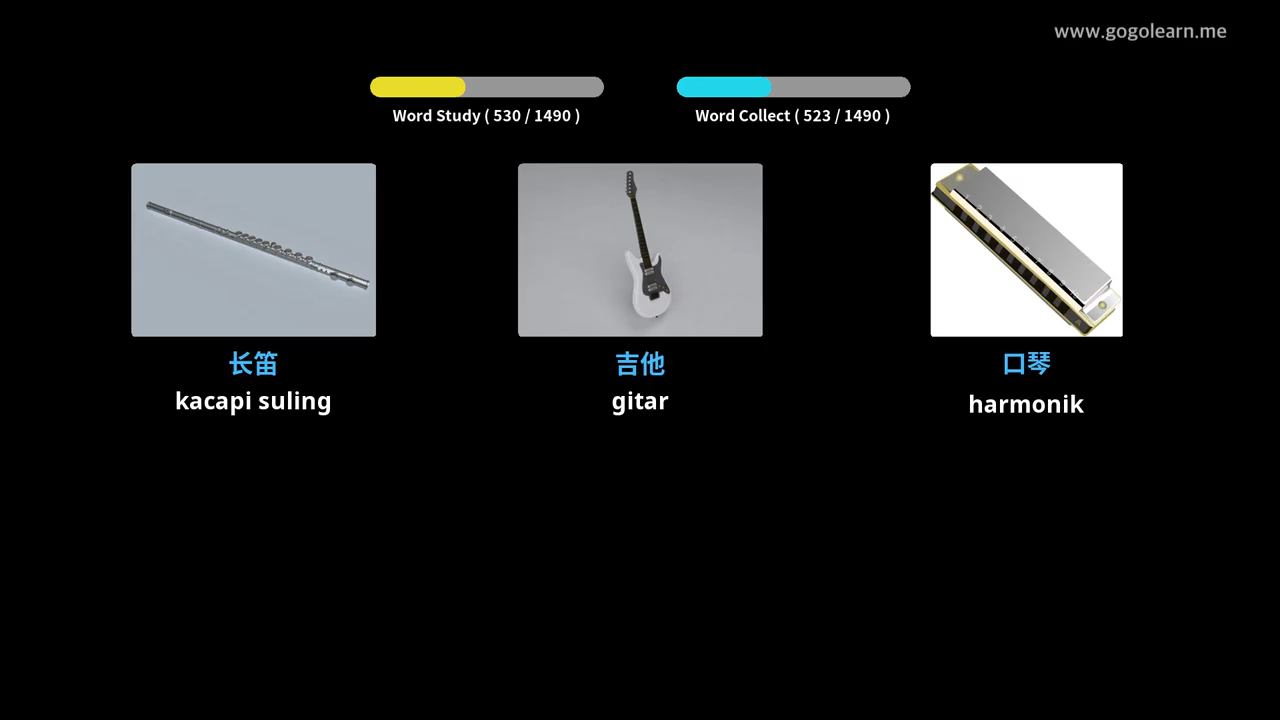 www.gogolearn.me
Word Study ( 530 / 1490 )
Word Collect ( 523 / 1490 )
长笛
吉他
口琴
kacapi suling
gitar
harmonik